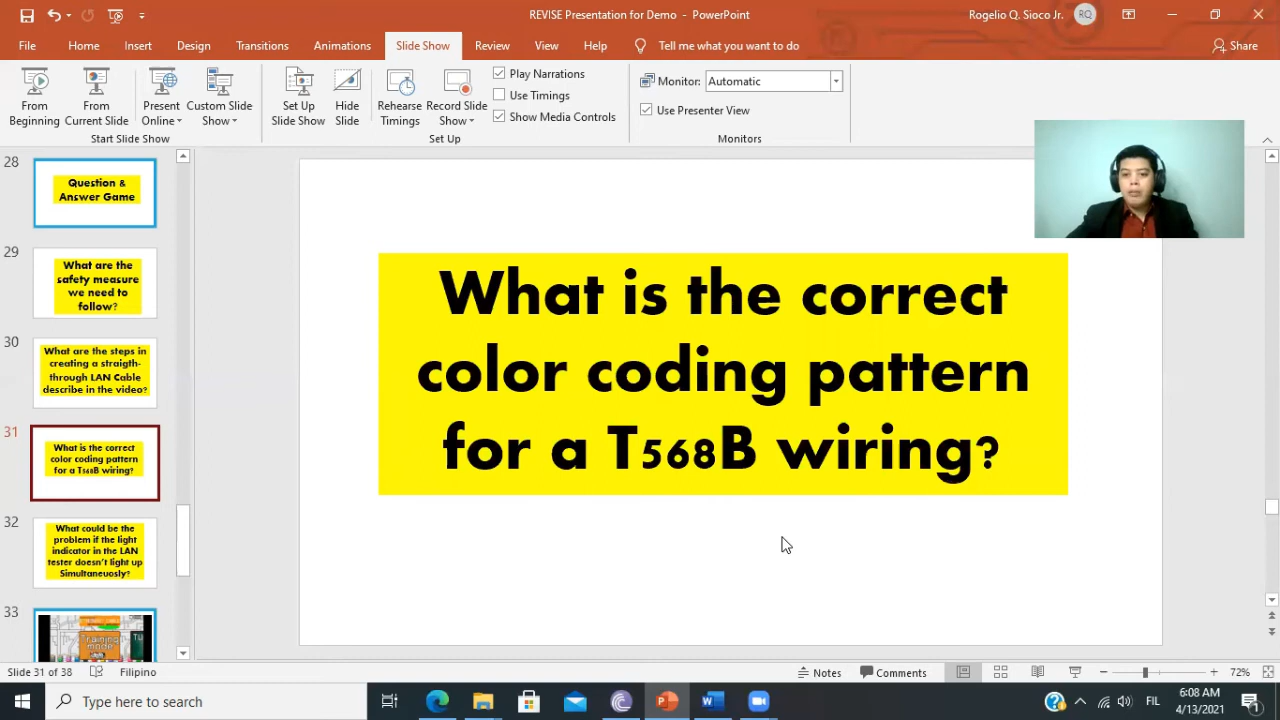 REVISE Presentation for Demo - PowerPoint
Rogelio Q. Sioco Jr.
RQ
File Home Insert Design Transitions Animations Slide Show Review View Help Tell me what you want to do
Share
From Beginning
From Current Slide
Present Online
Custom Slide Show
Set Up Slide Show
Hide Slide
Rehearse Timings
Record Slide Show
Play Narrations
Use Timings
Show Media Controls
Monitor: Automatic
Use Presenter View
Start Slide Show
Set Up
Monitors
28
Question &
Answer Game
29
What are the
safety measure
we need to
follow?
30
What are the steps in
creating a straigth-
through LAN Cable
describe in the video?
31
What is the correct
color coding pattern
for a T568B wiring?
32
What could be the
problem if the light
indicator in the LAN
tester doesn't light up
Simultaneuosly?
33
Training
mode
What is the correct
color coding pattern
for a T568B wiring?
Slide 31 of 38
Filipino
Notes
Comments
72%
Type here to search
FIL
6:08 AM
4/13/2021
1